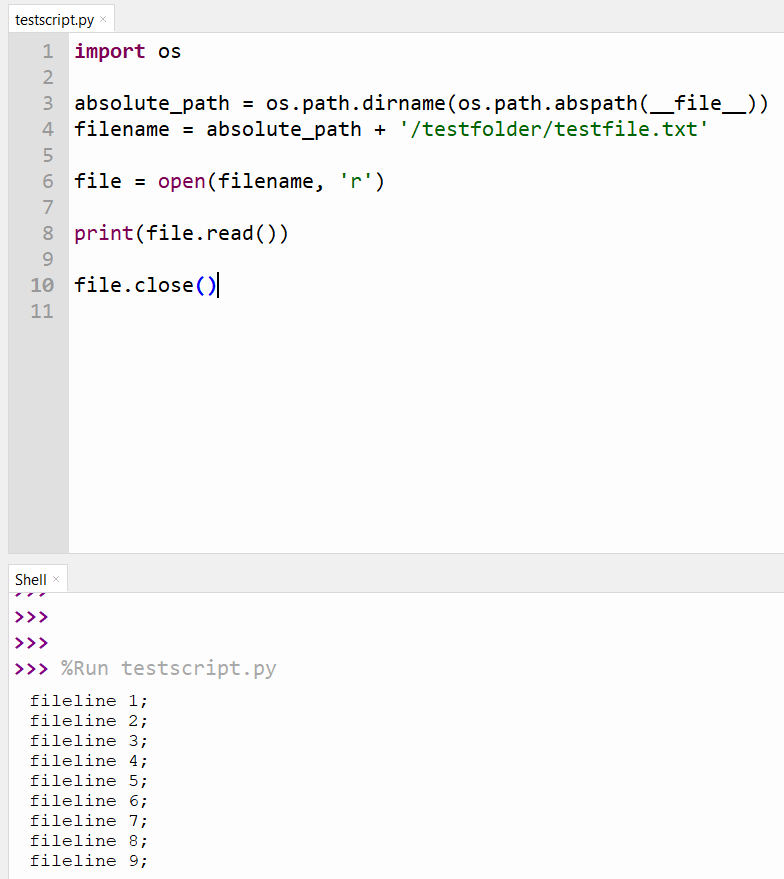 testscript.py ×
1 import os
2
3 absolute_path = os.path.dirname(os.path.abspath(__file__))
4 filename = absolute_path + '/testfolder/testfile.txt'
5
6 file = open(filename, 'r')
7
8 print(file.read())
9
10 file.close()
11
Shell ×
>>>
>>>
>>>
>>> %Run testscript.py
fileline 1;
fileline 2;
fileline 3;
fileline 4;
fileline 5;
fileline 6;
fileline 7;
fileline 8;
fileline 9;